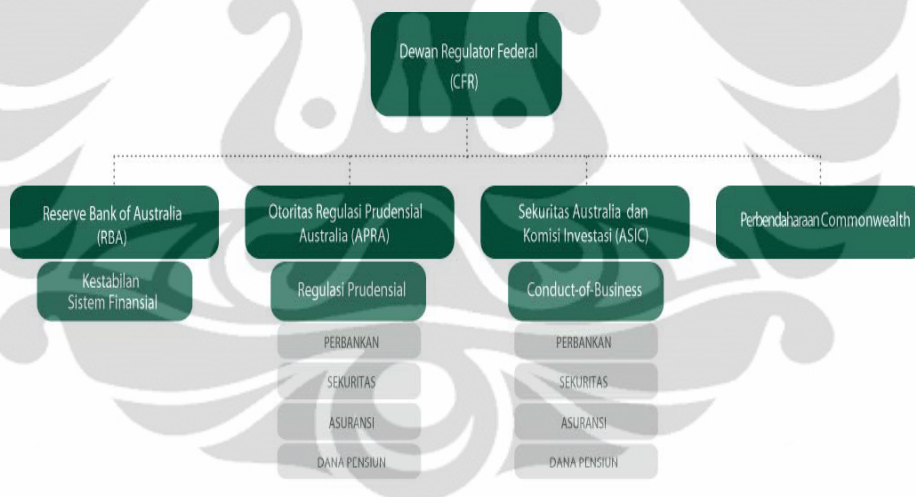 Dewan Regulator Federal
(CFR)
Reserve Bank of Australia
(RBA)
Otoritas Regulasi Prudensial
Australia (APRA)
Sekuritas Australia dan
Komisi Investasi (ASIC)
Perbendaharaan Commonwealth
Kestabilan
Sistem Finansial
Regulasi Prudensial
Conduct-of-Business
PERBANKAN
SEKURITAS
ASURANSI
DANA PENSIUN
PERBANKAN
SEKURITAS
ASURANSI
DANA PENSIUN